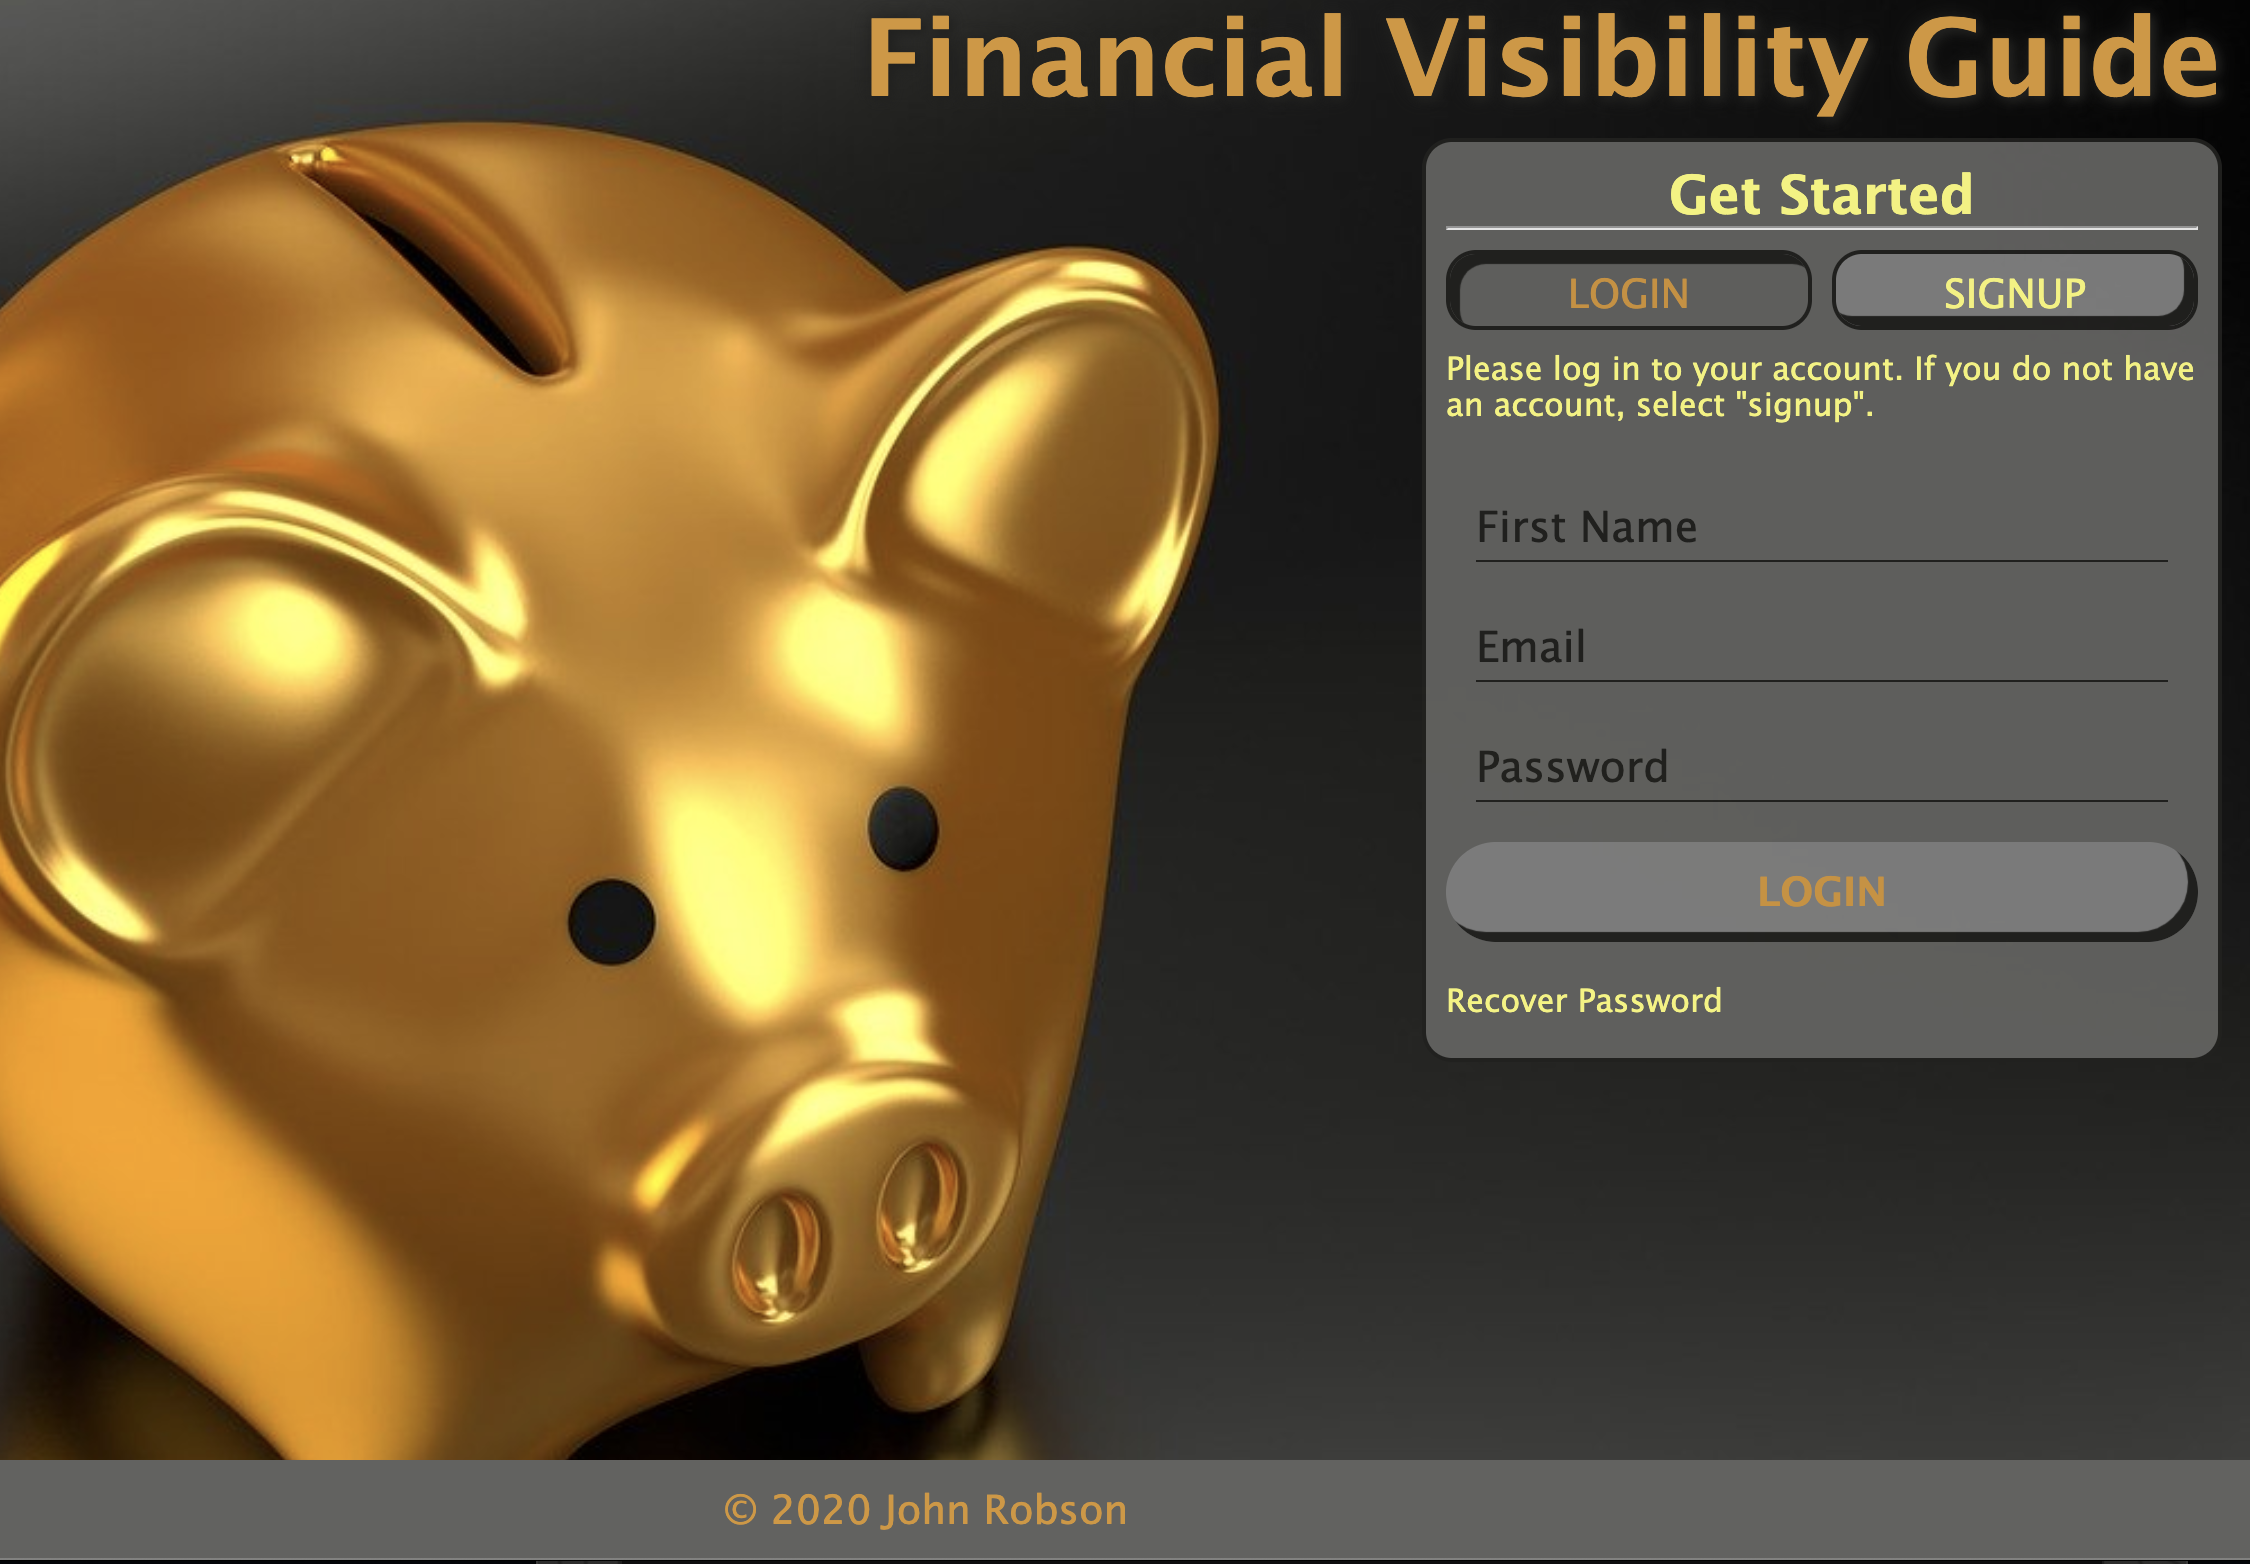 Financial Visibility Guide
Get Started
LOGIN
SIGNUP
Please log in to your account. If you do not have
an account, select "signup".
First Name
Email
Password
LOGIN
Recover Password
© 2020 John Robson